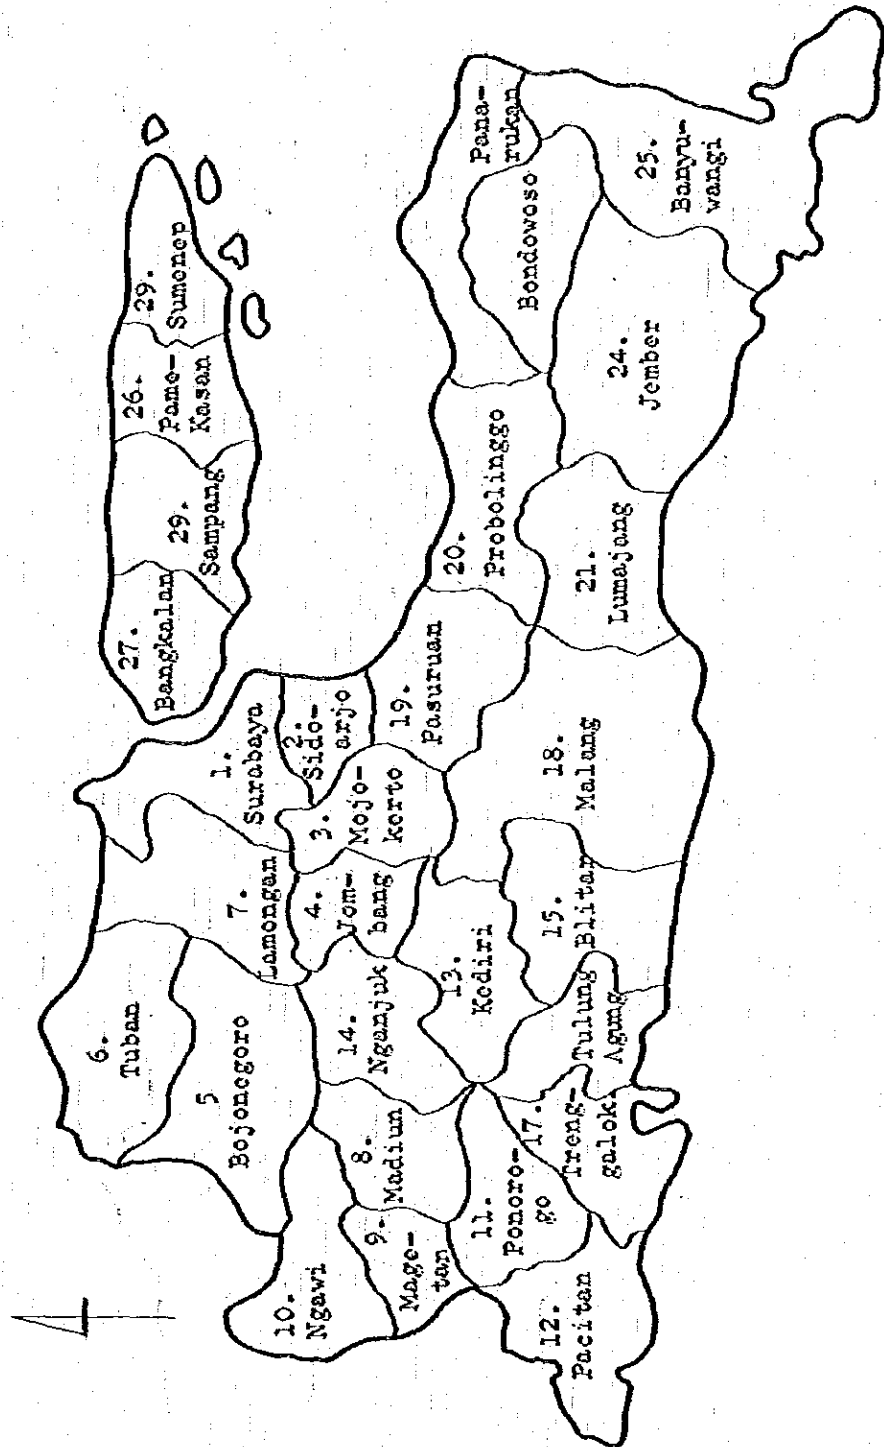 6.
Tuban
5
Bojonegoro
7.
Lamongan
1.
Surabaya
2.
Sido-
arjo
3.
Mojo-
kerto
4.
Jom-
bang
14.
Nganjuk
8.
Madiun
9.
Mage-
tan
10.
Ngawi
11.
Ponoro-
go
12.
Pacitan
17.
Treng-
galek
Tulung
Agung
13.
Kediri
15.
Blitan
18.
Malang
19.
Pasuruan
20.
Probolinggo
21.
Lumajang
24.
Jember
Bondowoso
Pana-
rukan
25.
Banyu-
wangi
27.
Bangkalan
29.
Sampang
26.
Pame-
Kasan
29.
Sumenep